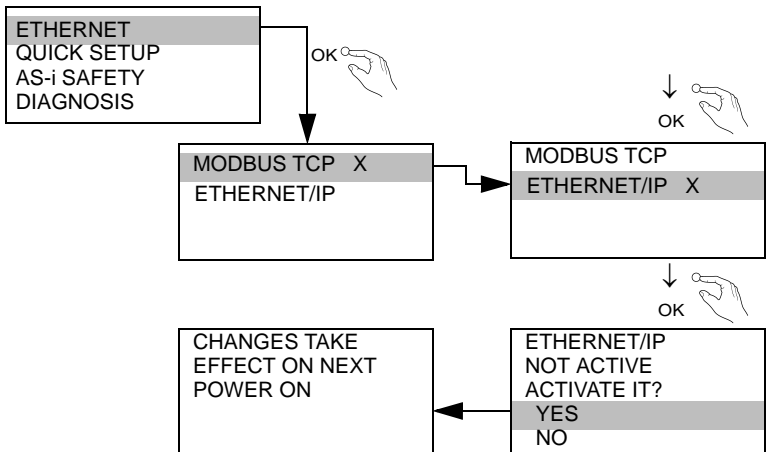 ETHERNET
QUICK SETUP
AS-i SAFETY
DIAGNOSIS
OK
MODBUS TCP X
ETHERNET/IP
↓
OK
MODBUS TCP
ETHERNET/IP X
↓
OK
ETHERNET/IP
NOT ACTIVE
ACTIVATE IT?
YES
NO
CHANGES TAKE
EFFECT ON NEXT
POWER ON